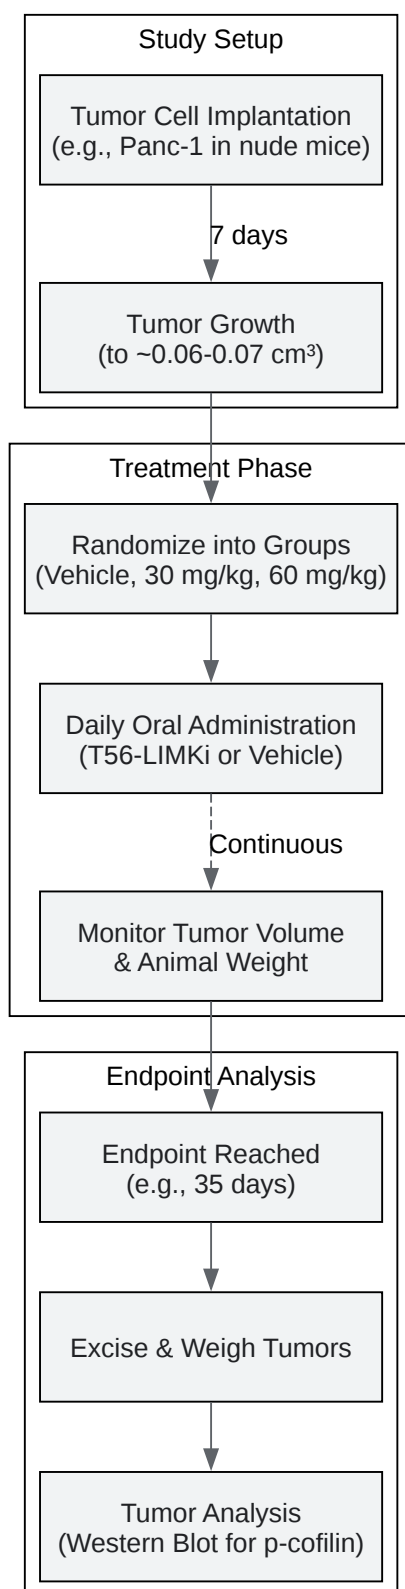 Study Setup
Tumor Cell Implantation
(e.g., Panc-1 in nude mice)
7 days
Tumor Growth
(to ~0.06-0.07 cm³)
Treatment Phase
Randomize into Groups
(Vehicle, 30 mg/kg, 60 mg/kg)
Daily Oral Administration
(T56-LIMKi or Vehicle)
Continuous
Monitor Tumor Volume
& Animal Weight
Endpoint Analysis
Endpoint Reached
(e.g., 35 days)
Excise & Weigh Tumors
Tumor Analysis
(Western Blot for p-cofilin)